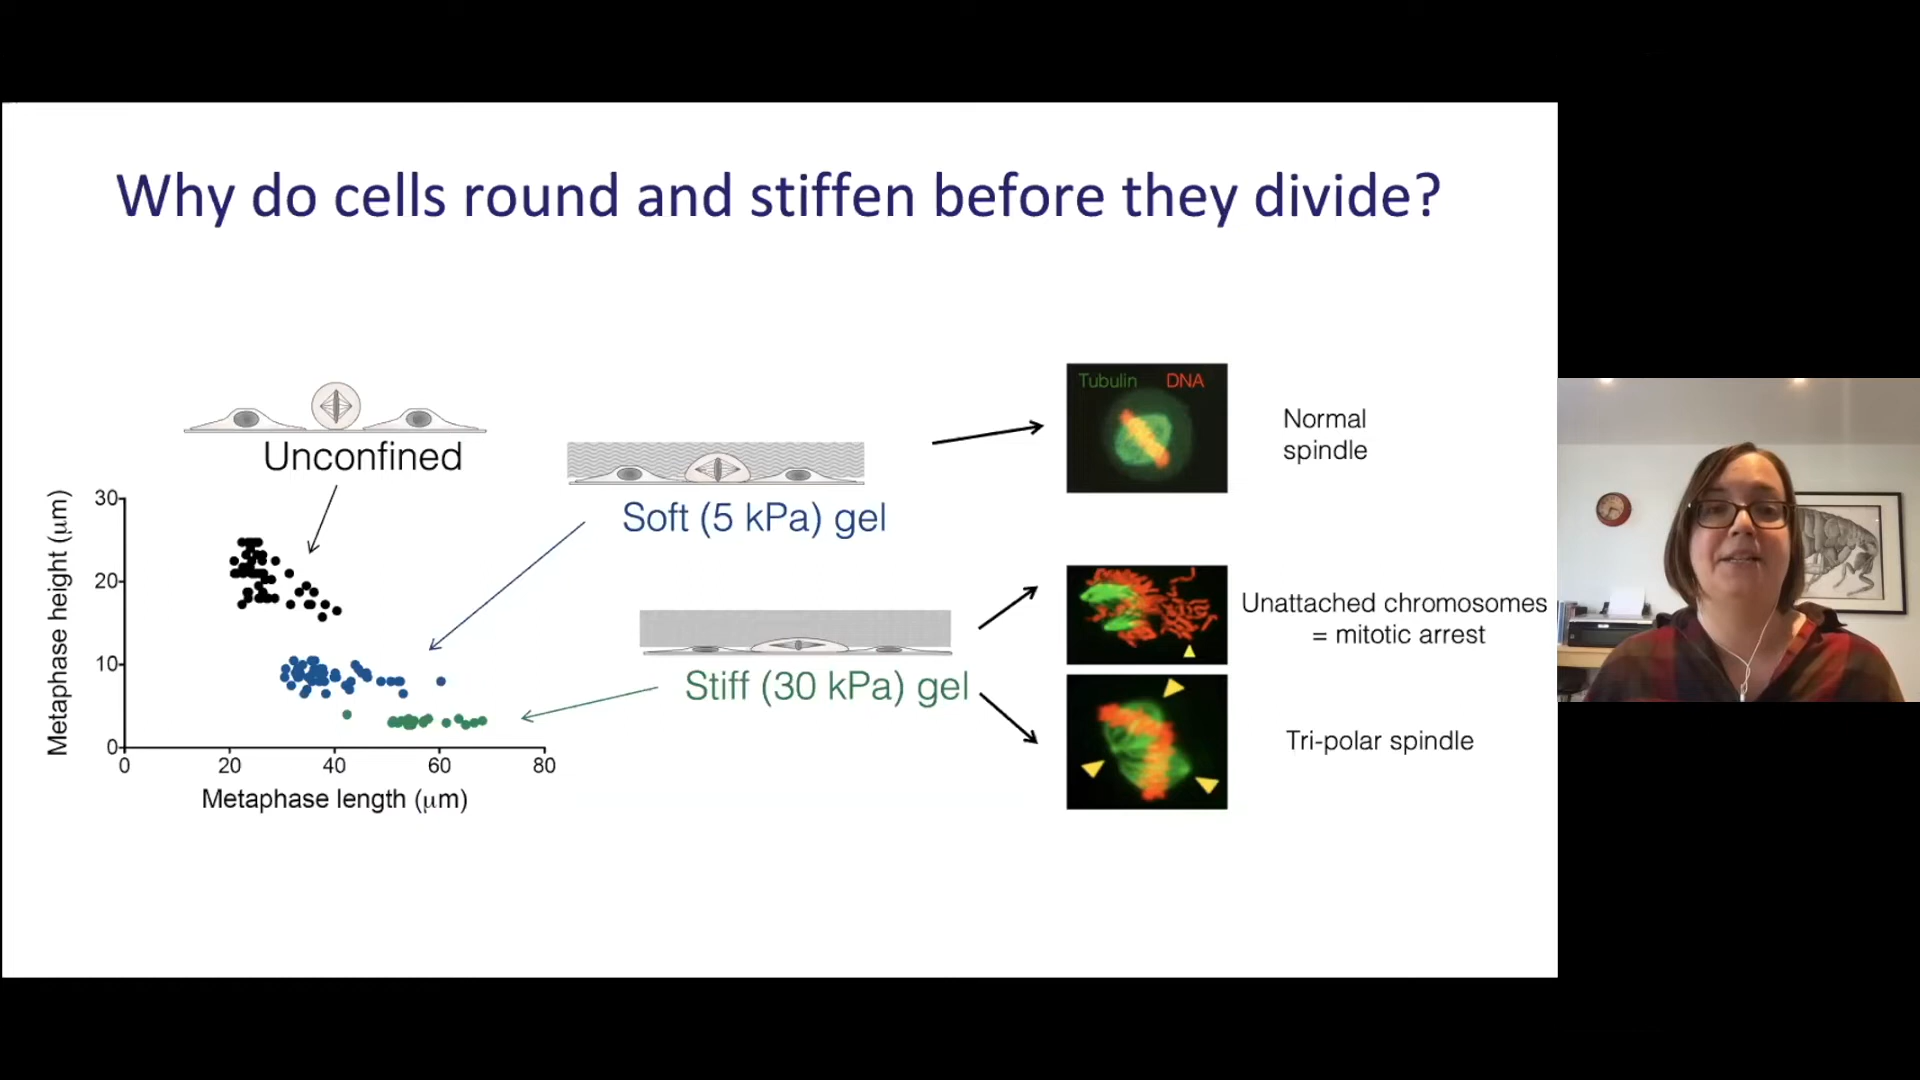 Why do cells round and stiffen before they divide?
Unconfined
Soft (5 kPa) gel
Stiff (30 kPa) gel
Metaphase height (μm)
30
20
10
0
0
20
40
60
80
Metaphase length (μm)
Tubulin
DNA
Normal
spindle
Unattached chromosomes
= mitotic arrest
Tri-polar spindle